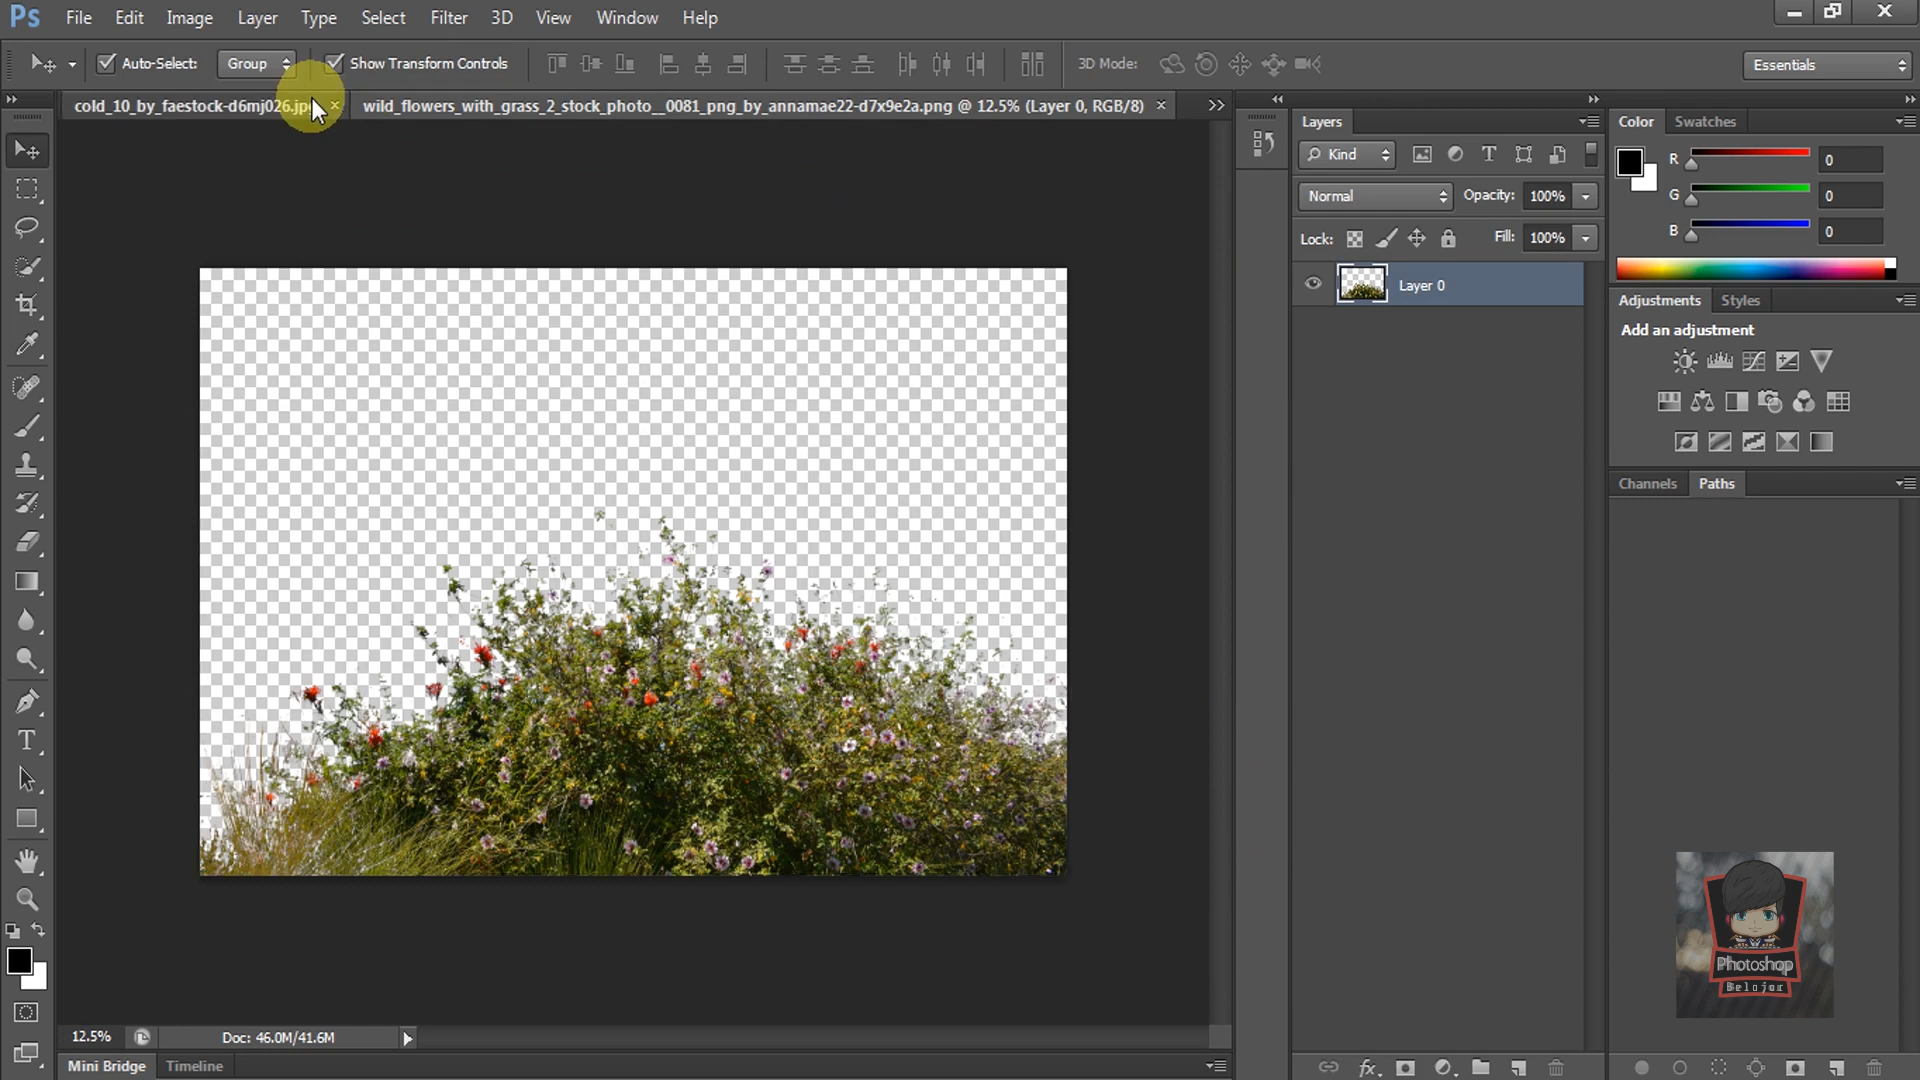 Ps File Edit Image Layer Type Select Filter 3D View Window Help
Auto-Select: Group Show Transform Controls 3D Mode: Essentials
cold_10_by_faestock-d6mj026.jp × wild_flowers_with_grass_2_stock_photo__0081_png_by_annamae22-d7x9e2a.png @ 12.5% (Layer 0, RGB/8) ×
Layers
Kind
Normal Opacity: 100%
Lock: Fill: 100%
Layer 0
Color Swatches
R 0
G 0
B 0
Adjustments Styles
Add an adjustment
Channels Paths
Photoshop
Belajar
12.5% Doc: 46.0M/41.6M
Mini Bridge Timeline